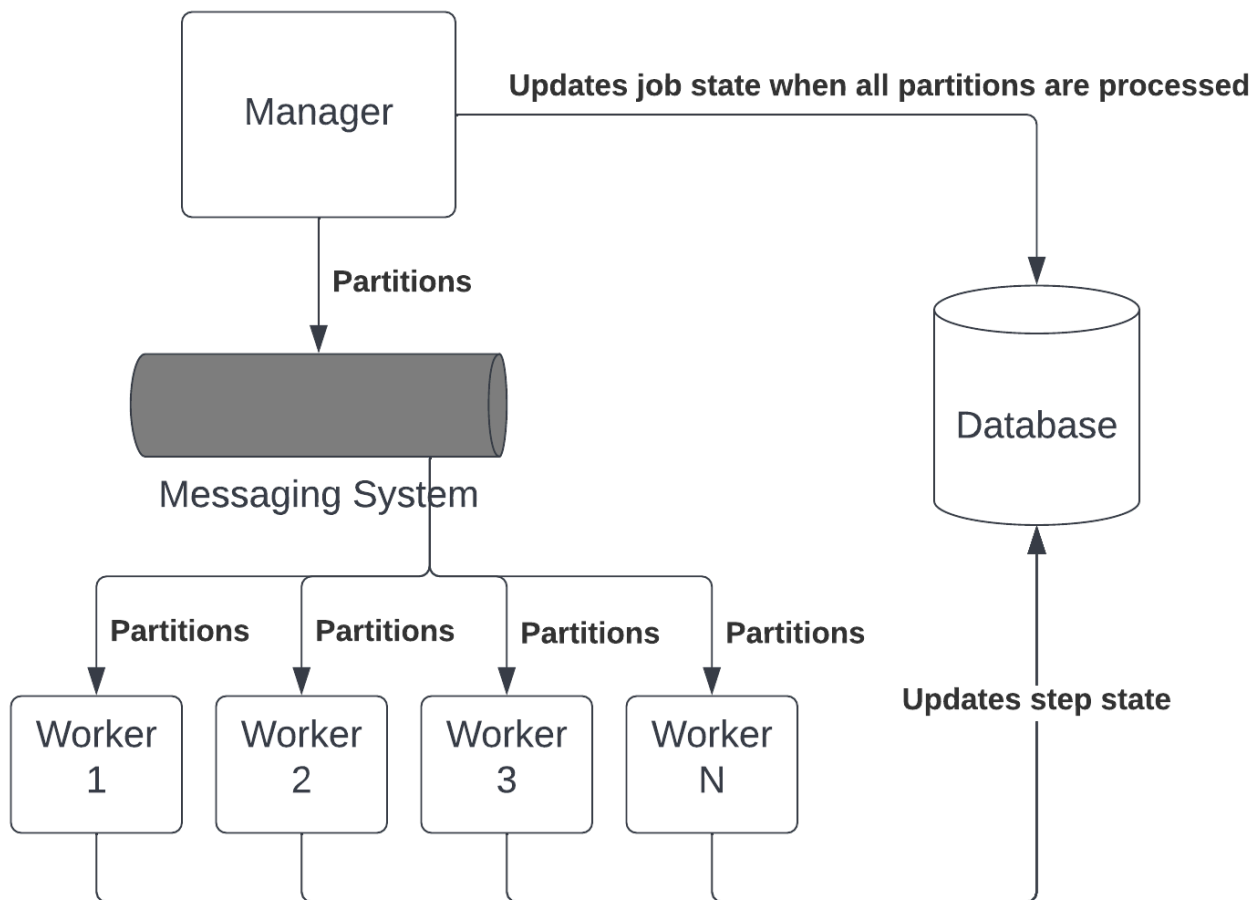 Updates job state when all partitions are processed
Manager
Partitions
Database
Messaging System
Partitions
Partitions
Partitions
Partitions
Updates step state
Worker
1
Worker
2
Worker
3
Worker
N